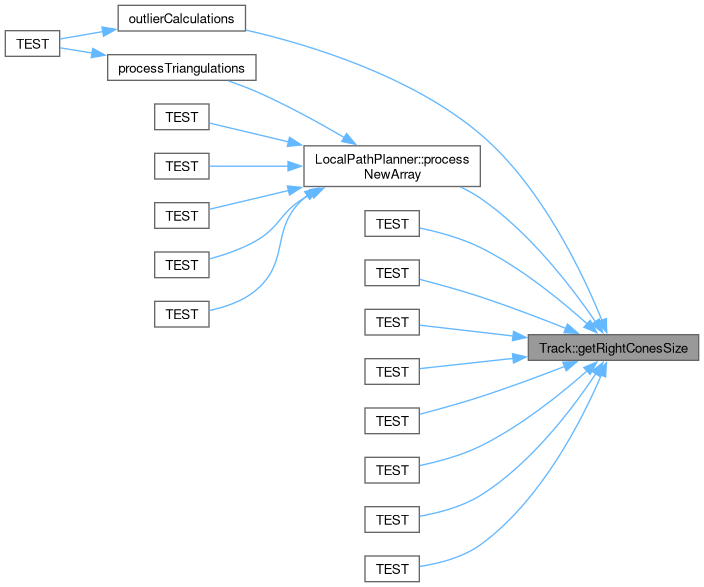 outlierCalculations
TEST
processTriangulations
TEST
LocalPathPlanner::process
NewArray
TEST
TEST
TEST
TEST
TEST
TEST
TEST
Track::getRightConesSize
TEST
TEST
TEST
TEST
TEST